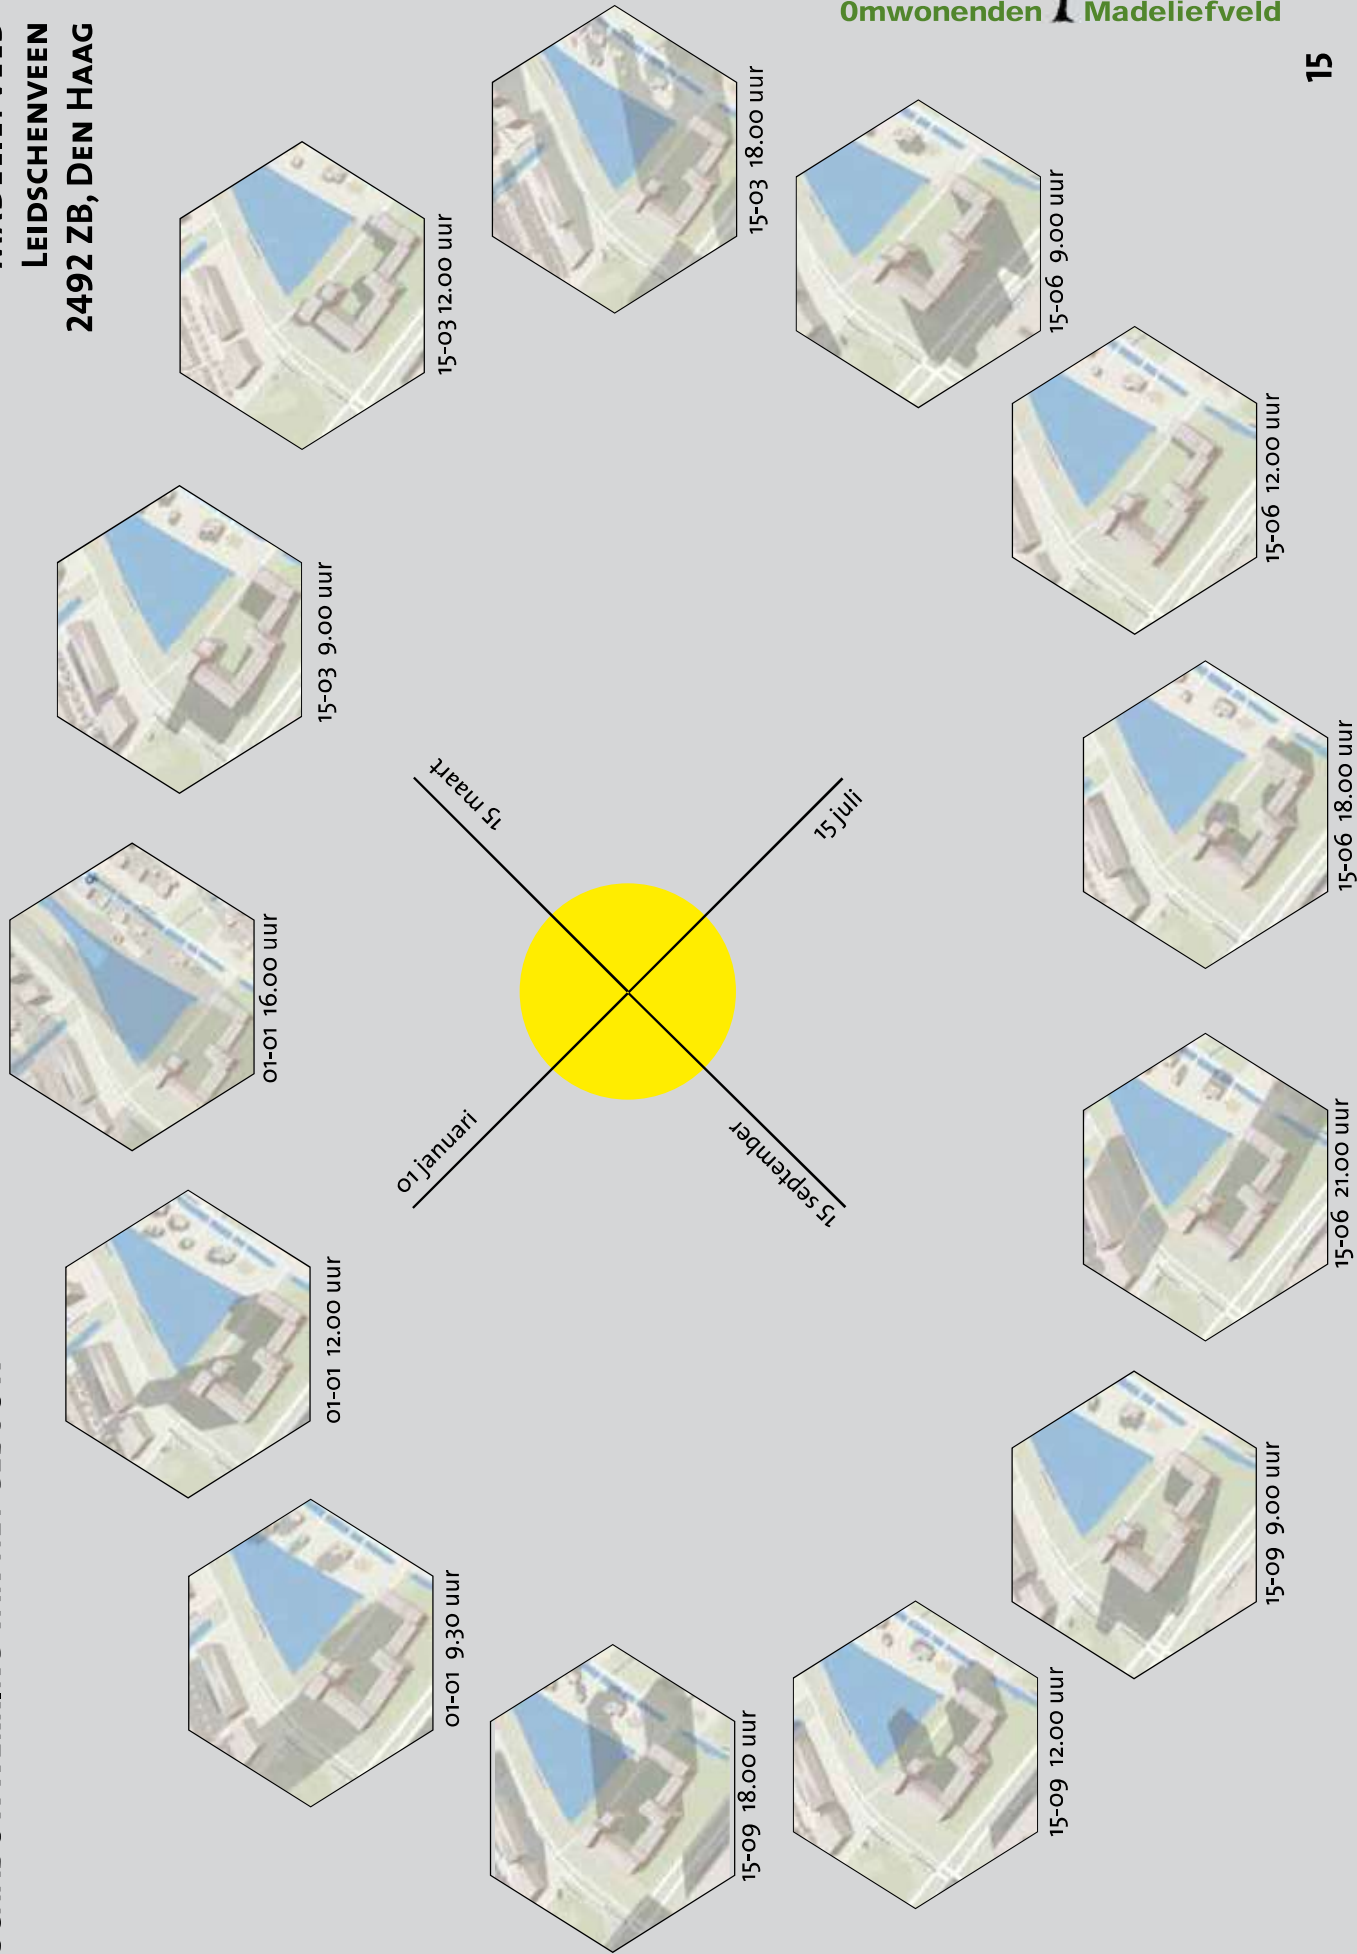 LEIDSCHENVEEN
2492 ZB, DEN HAAG
Omwonenden Madeliefveld
15
15-03 9.00 uur
15-03 12.00 uur
15-03 18.00 uur
15-06 9.00 uur
15-06 12.00 uur
15-06 18.00 uur
15-06 21.00 uur
15-09 9.00 uur
15-09 12.00 uur
15-09 18.00 uur
01-01 9.30 uur
01-01 12.00 uur
01-01 16.00 uur
15 maart
15 juli
15 september
01 januari